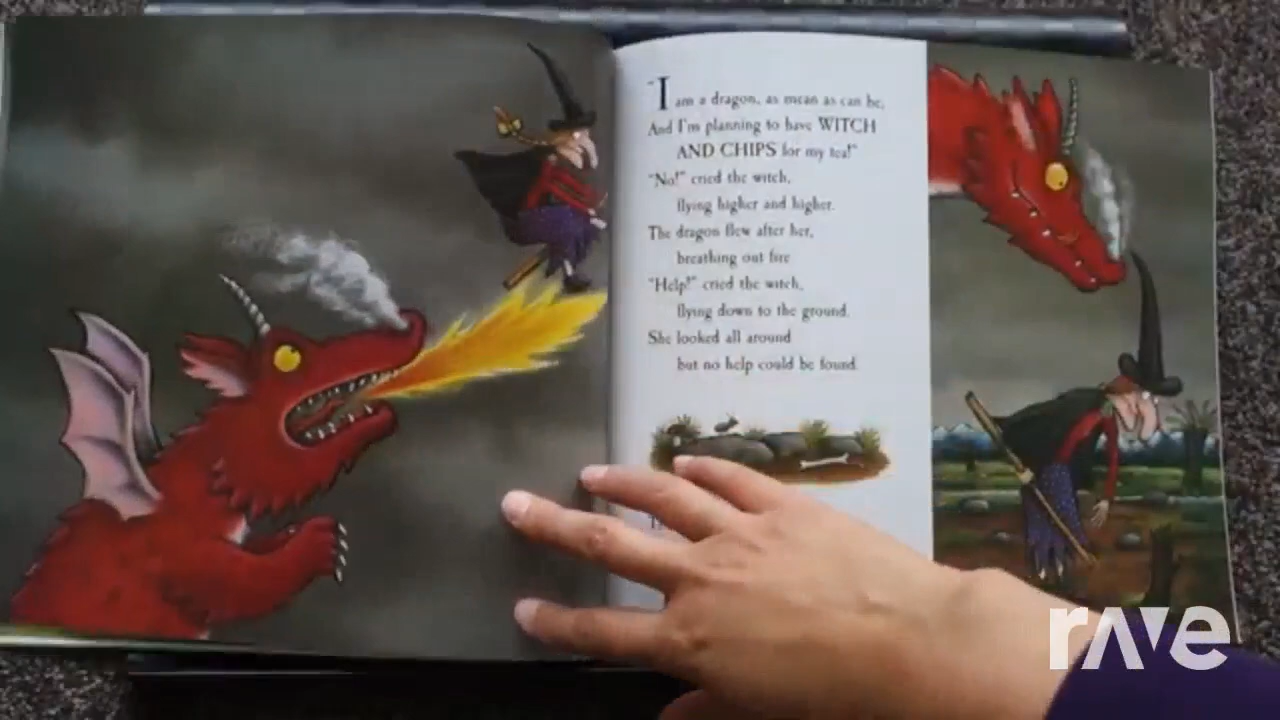 "I am a dragon, as mean as can be,
And I'm planning to have WITCH
AND CHIPS for my tea!"
"No!" cried the witch,
flying higher and higher.
The dragon flew after her,
breathing out fire
"Help!" cried the witch,
flying down to the ground.
She looked all around
but no help could be found.
rave